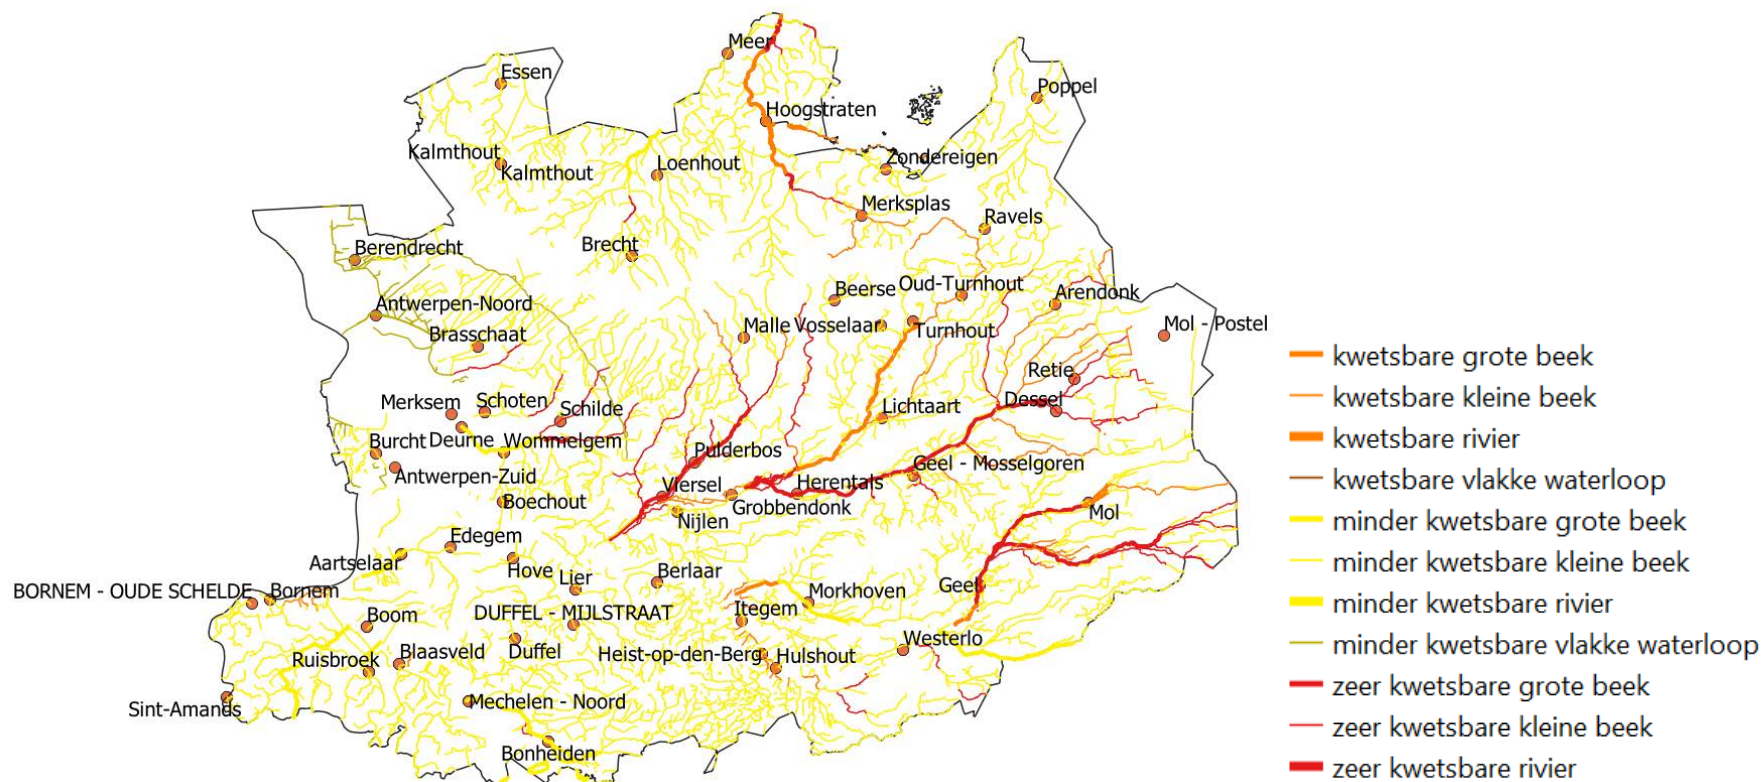 Meer
Essen
Poppel
Hoogstraten
Kalmthout
Kalmthout
Loenhout
Zondereigen
Merksplas
Ravels
Berendrecht
Brecht
Beerse
Oud-Turnhout
Arendonk
Antwerpen-Noord
Brasschaat
Malle
Vosselaar
Turnhout
Mol - Postel
Retie
Dessel
Merksem
Schoten
Schilde
Lichtaart
Burcht
Deurne
Wommelgem
Antwerpen-Zuid
Pulderbos
Geel - Mosselgoren
Viersel
Herentals
Boechout
Nijlen
Grobbendonk
Mol
Edegem
Aartselaar
Hove
Lier
Berlaar
Geel
BORNEM - OUDE SCHELDE
Bornem
Morkhoven
Boom
DUFFEL - MIJLSTRAAT
Itegem
Westerlo
Ruisbroek
Blaasveld
Duffel
Heist-op-den-Berg
Hulshout
Sint-Amands
Mechelen - Noord
Bonheiden
kwetsbare grote beek
kwetsbare kleine beek
kwetsbare rivier
kwetsbare vlakke waterloop
minder kwetsbare grote beek
minder kwetsbare kleine beek
minder kwetsbare rivier
minder kwetsbare vlakke waterloop
zeer kwetsbare grote beek
zeer kwetsbare kleine beek
zeer kwetsbare rivier